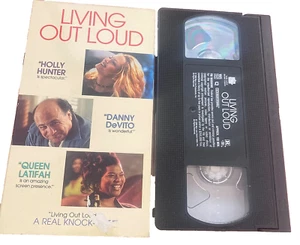 LIVING
OUT LOUD
"HOLLY
HUNTER
is spectacular."
"DANNY
DeVITO
is wonderful."
"QUEEN
LATIFAH
is an amazing
screen presence."
"Living Out Loud
A REAL KNOCK-
LIVING
OUT LOUD